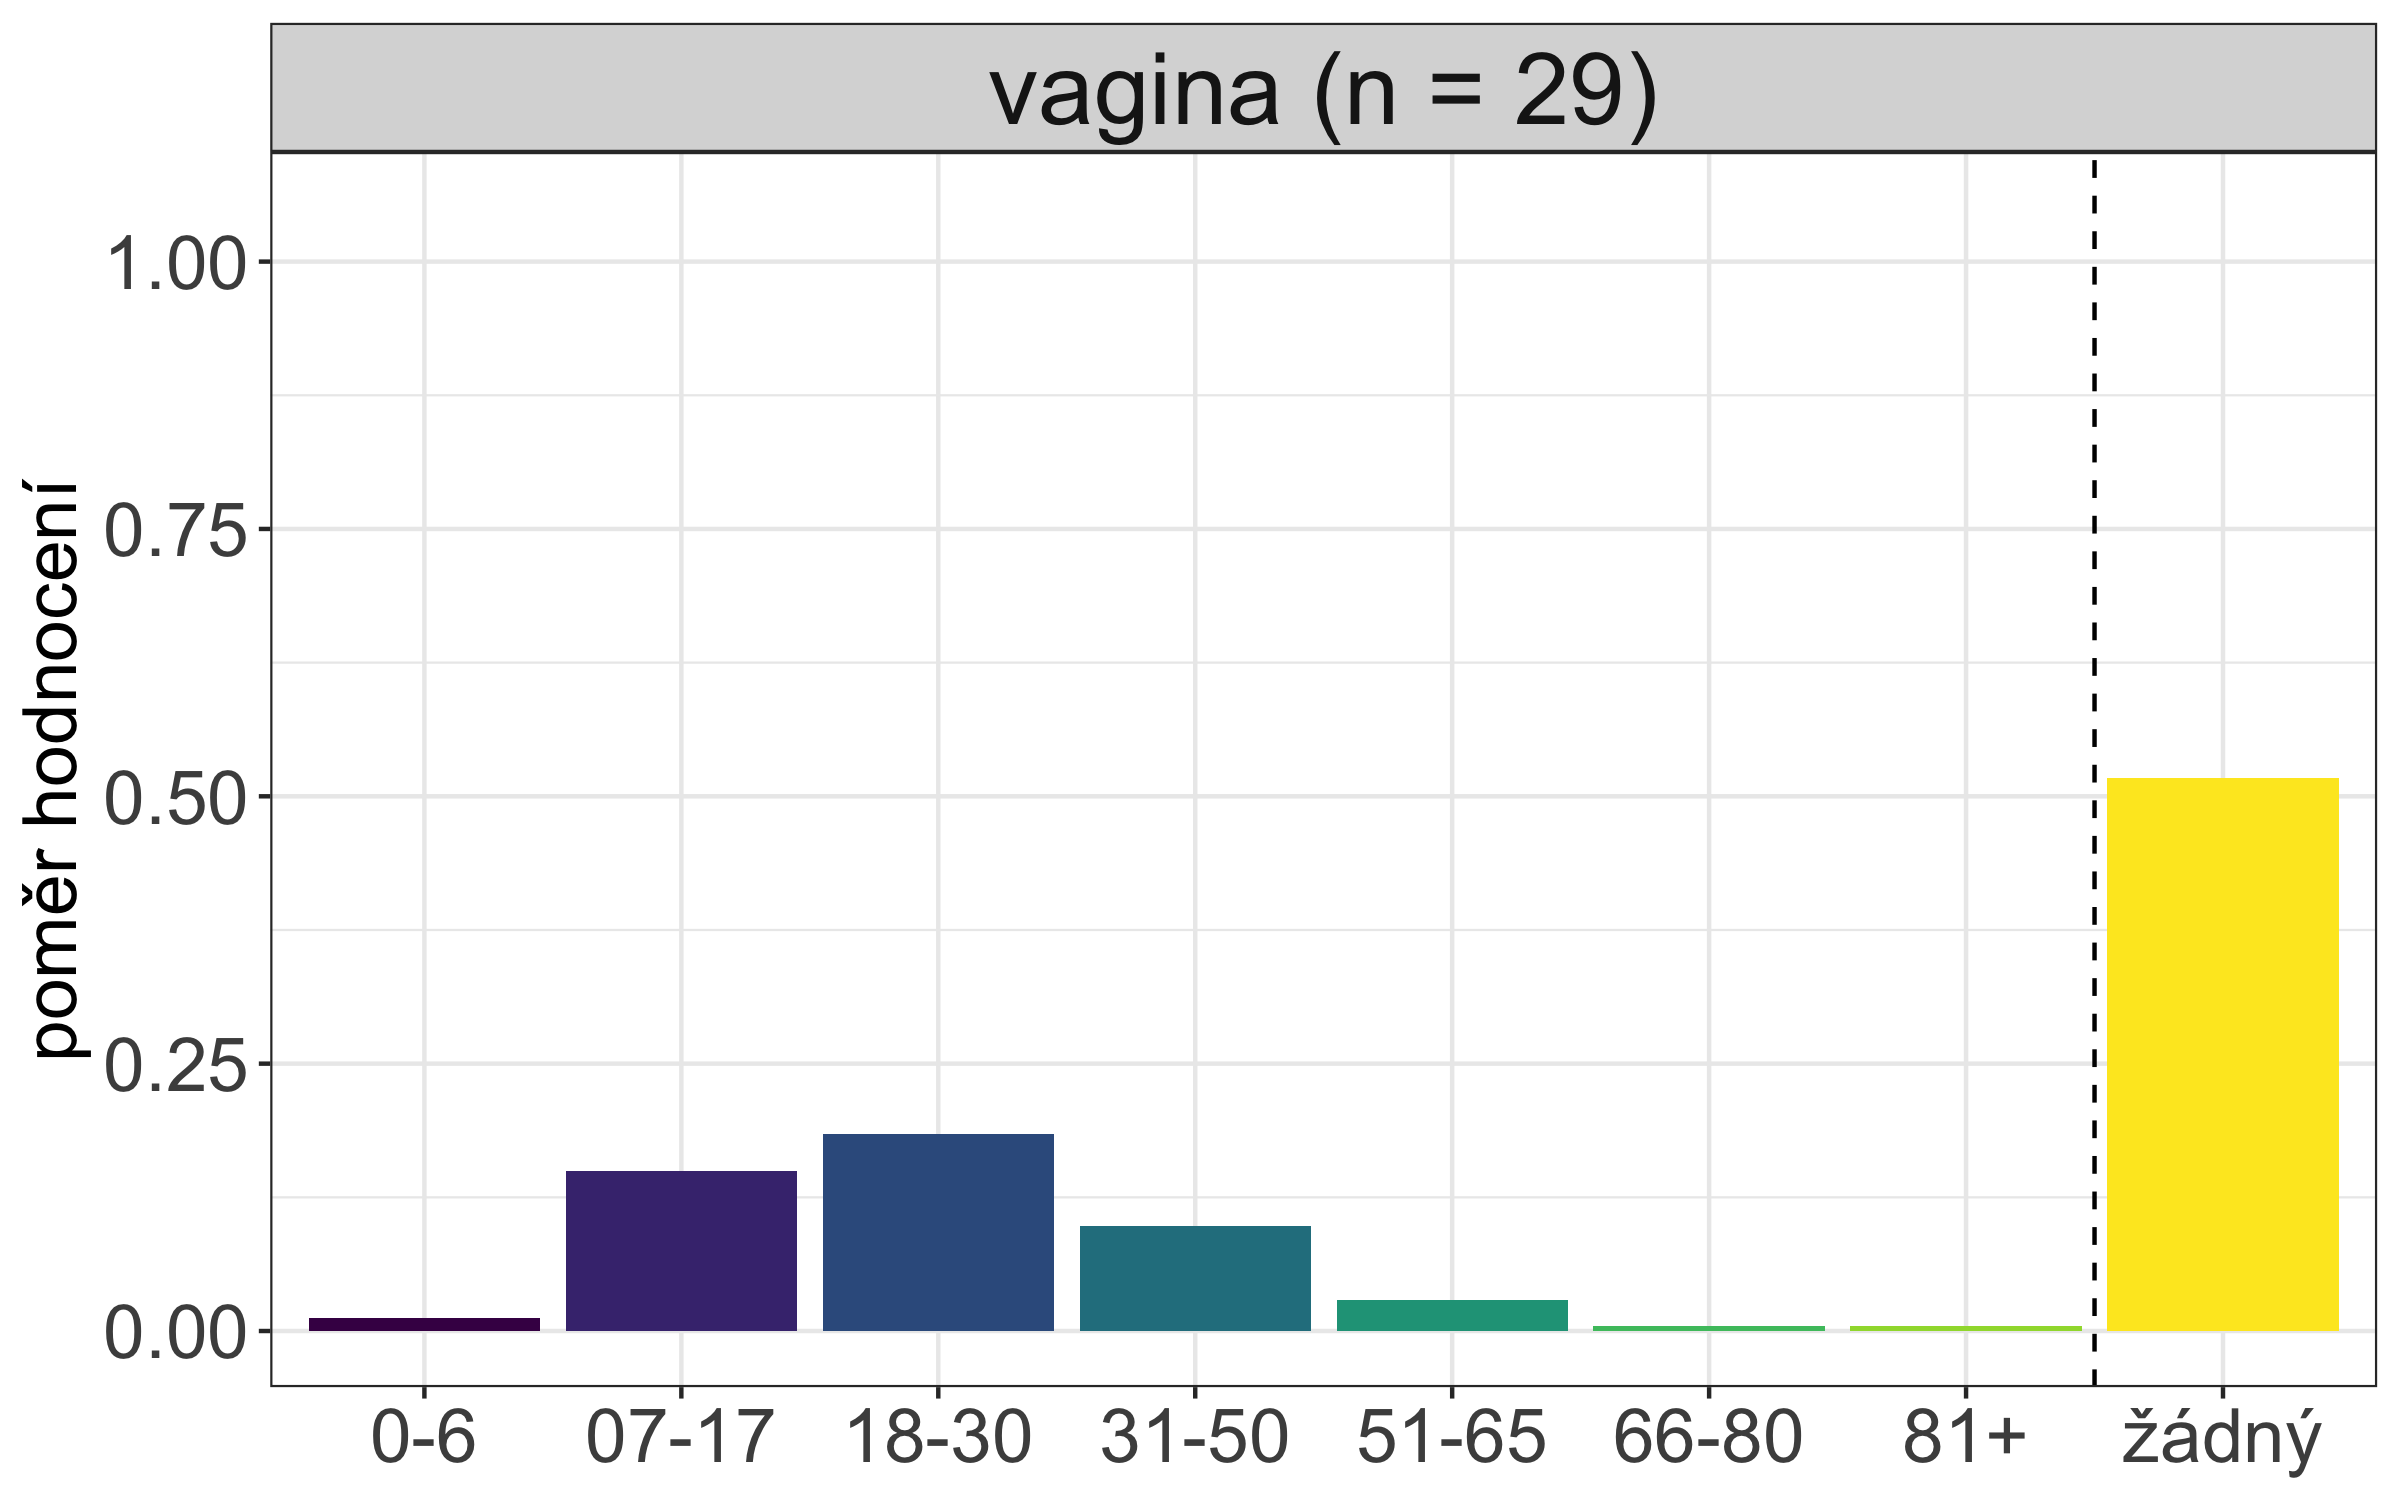 vagina (n = 29)
poměr hodnocení
1.00
0.75
0.50
0.25
0.00
0-6 07-17 18-30 31-50 51-65 66-80 81+ žádný